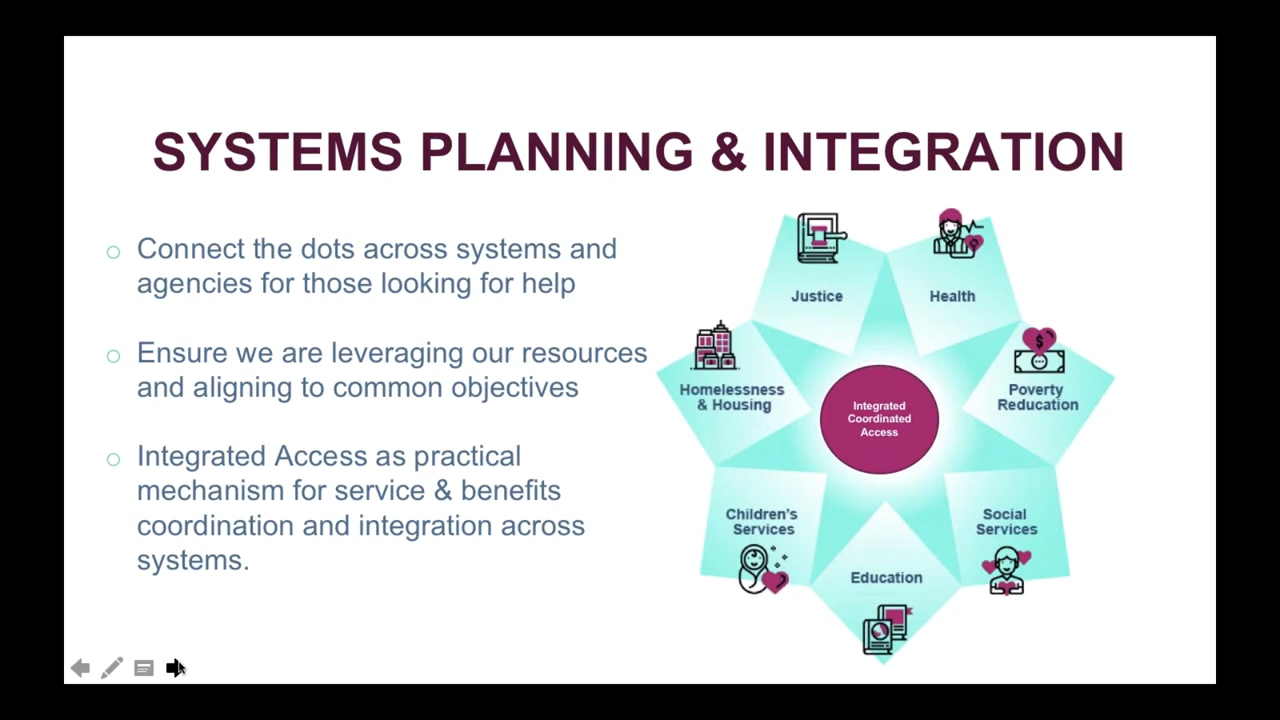 SYSTEMS PLANNING & INTEGRATION
o Connect the dots across systems and
agencies for those looking for help
o Ensure we are leveraging our resources
and aligning to common objectives
o Integrated Access as practical
mechanism for service & benefits
coordination and integration across
systems.
Justice
Health
Homelessness
& Housing
Poverty
Reducation
Integrated
Coordinated
Access
Children's
Services
Social
Services
Education
$